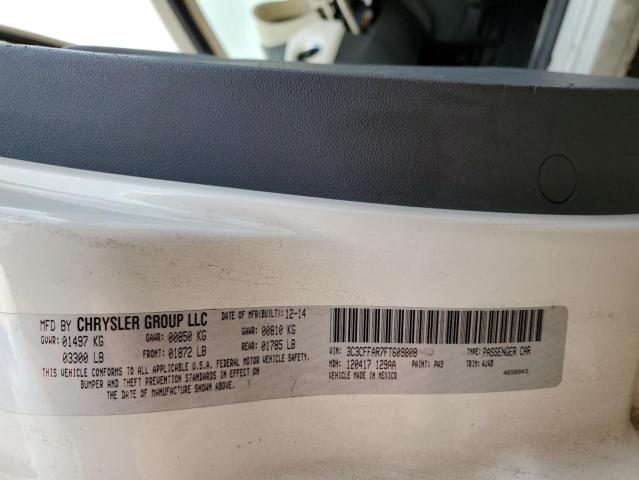 MFD BY CHRYSLER GROUP LLC DATE OF MFR(BUILT): 12-14
GVWR: 01497 KG GAWR: 00850 KG GAWR: 00810 KG
03300 LB FRONT: 01872 LB REAR: 01785 LB
THIS VEHICLE CONFORMS TO ALL APPLICABLE U.S.A. FEDERAL MOTOR VEHICLE SAFETY,
BUMPER AND THEFT PREVENTION STANDARDS IN EFFECT ON
THE DATE OF MANUFACTURE SHOWN ABOVE.
VIN: 3C3CFFAR7FT609808 TYPE: PASSENGER CAR
MDH: 120417 129AA PAINT: PW3 TRIM: AJWD
VEHICLE MADE IN MEXICO 4658943